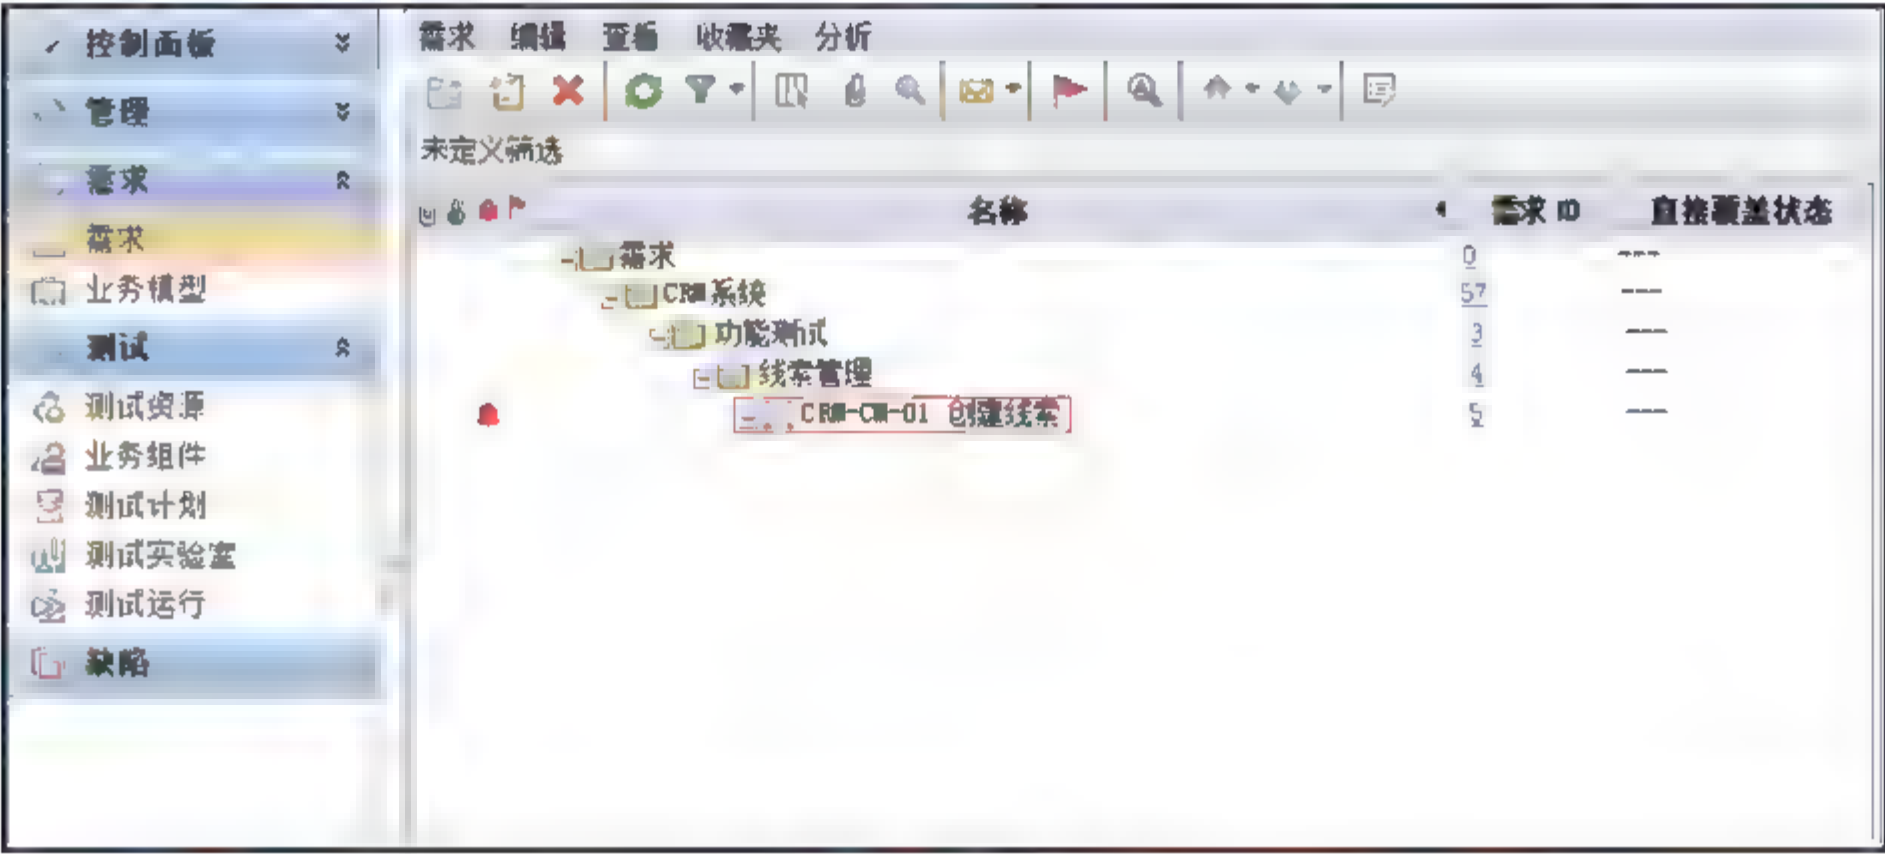 控制面板
管理
需求
需求
业务模型
测试
测试资源
业务组件
测试计划
测试实验室
测试运行
缺陷
需求 编辑 查看 收藏夹 分析
未定义筛选
名称 需求 ID 直接覆盖状态
需求 0 ---
CRM系统 57 ---
功能测试 3 ---
线索管理 4 ---
CRM-CM-01 创建线索 5 ---